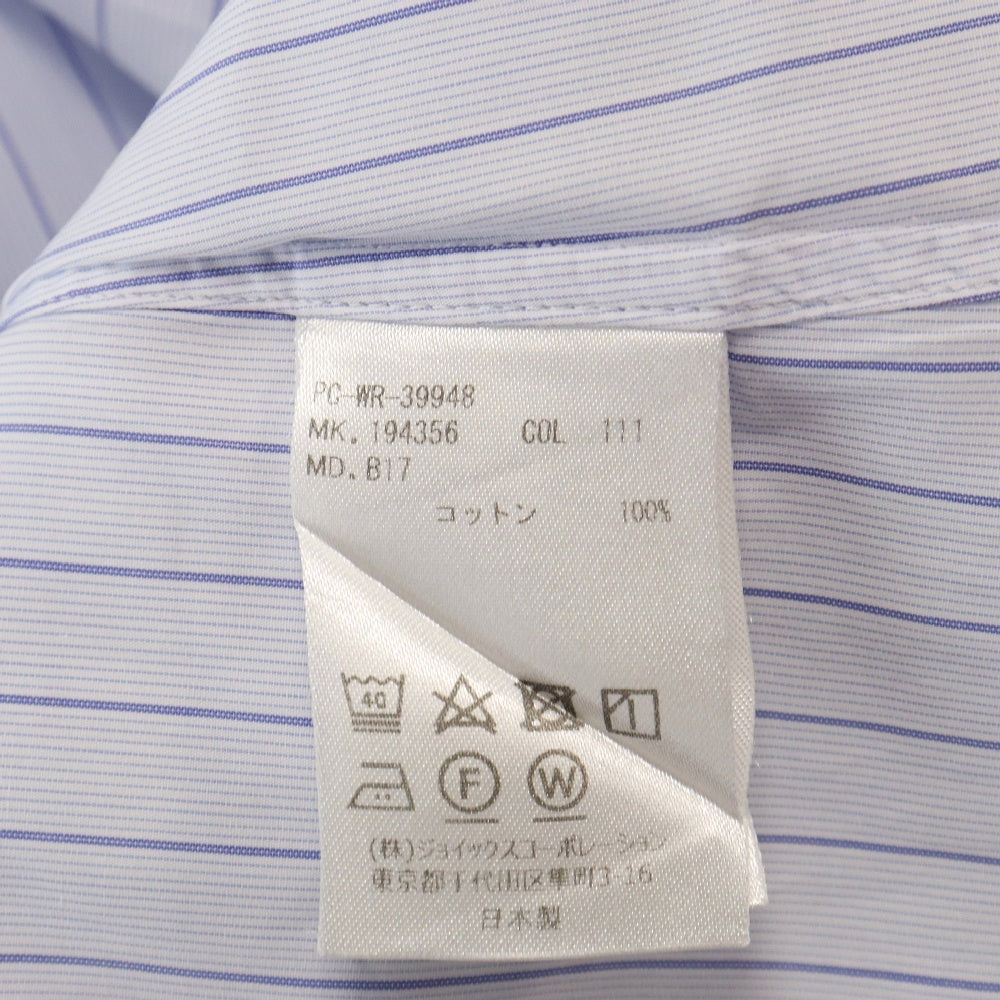 PC-WR-39948
MK. 194356 COL 111
MD. B17
コットン 100%
40
F W
(株)ジョイックスコーポレーション
東京都千代田区隼町3-16
日本製